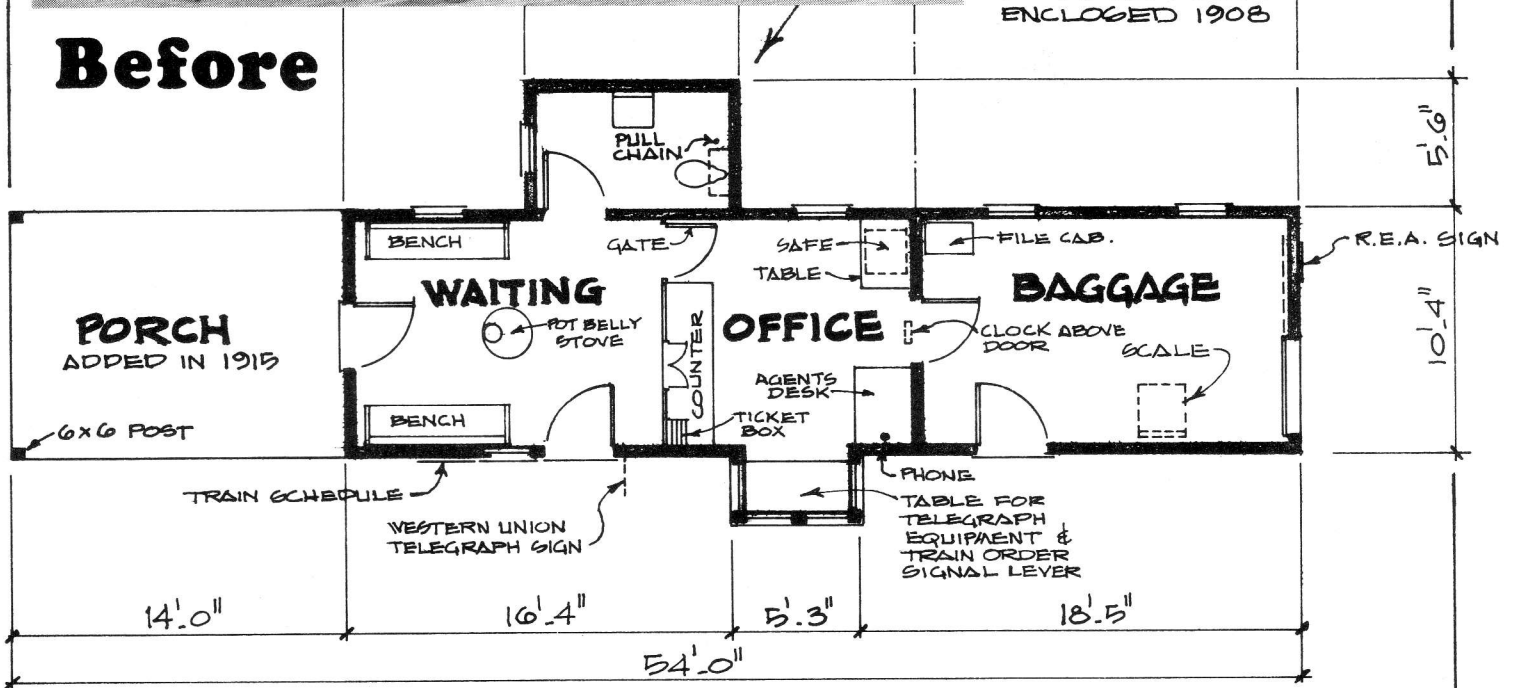 ENCLOSED 1908
Before
5'-6"
PULL
CHAIN
BENCH
GATE
SAFE
FILE CAB.
R.E.A. SIGN
TABLE
WAITING
BAGGAGE
PORCH
ADDED IN 1915
POT BELLY
STOVE
COUNTER
OFFICE
CLOCK ABOVE
DOOR
SCALE
10'-4"
AGENTS
DESK
BENCH
TICKET
BOX
6x6 POST
PHONE
TRAIN SCHEDULE
WESTERN UNION
TELEGRAPH SIGN
TABLE FOR
TELEGRAPH
EQUIPMENT &
TRAIN ORDER
SIGNAL LEVER
14'-0"
16'-4"
5'-3"
18'-5"
54'-0"